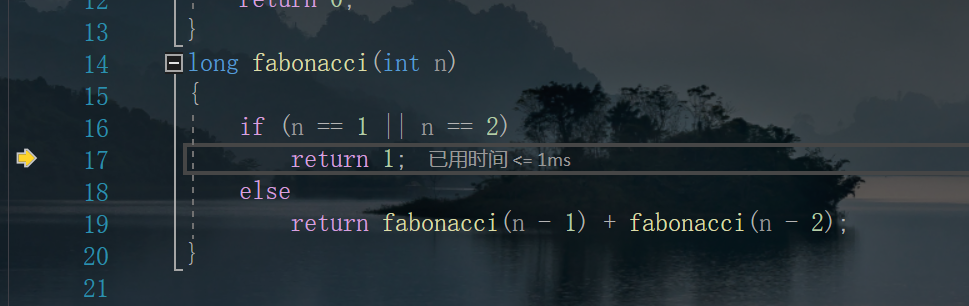 12 return 0;
13 }
14 long fabonacci(int n)
15 {
16 if (n == 1 || n == 2)
17 return 1; 已用时间 <= 1ms
18 else
19 return fabonacci(n - 1) + fabonacci(n - 2);
20 }
21